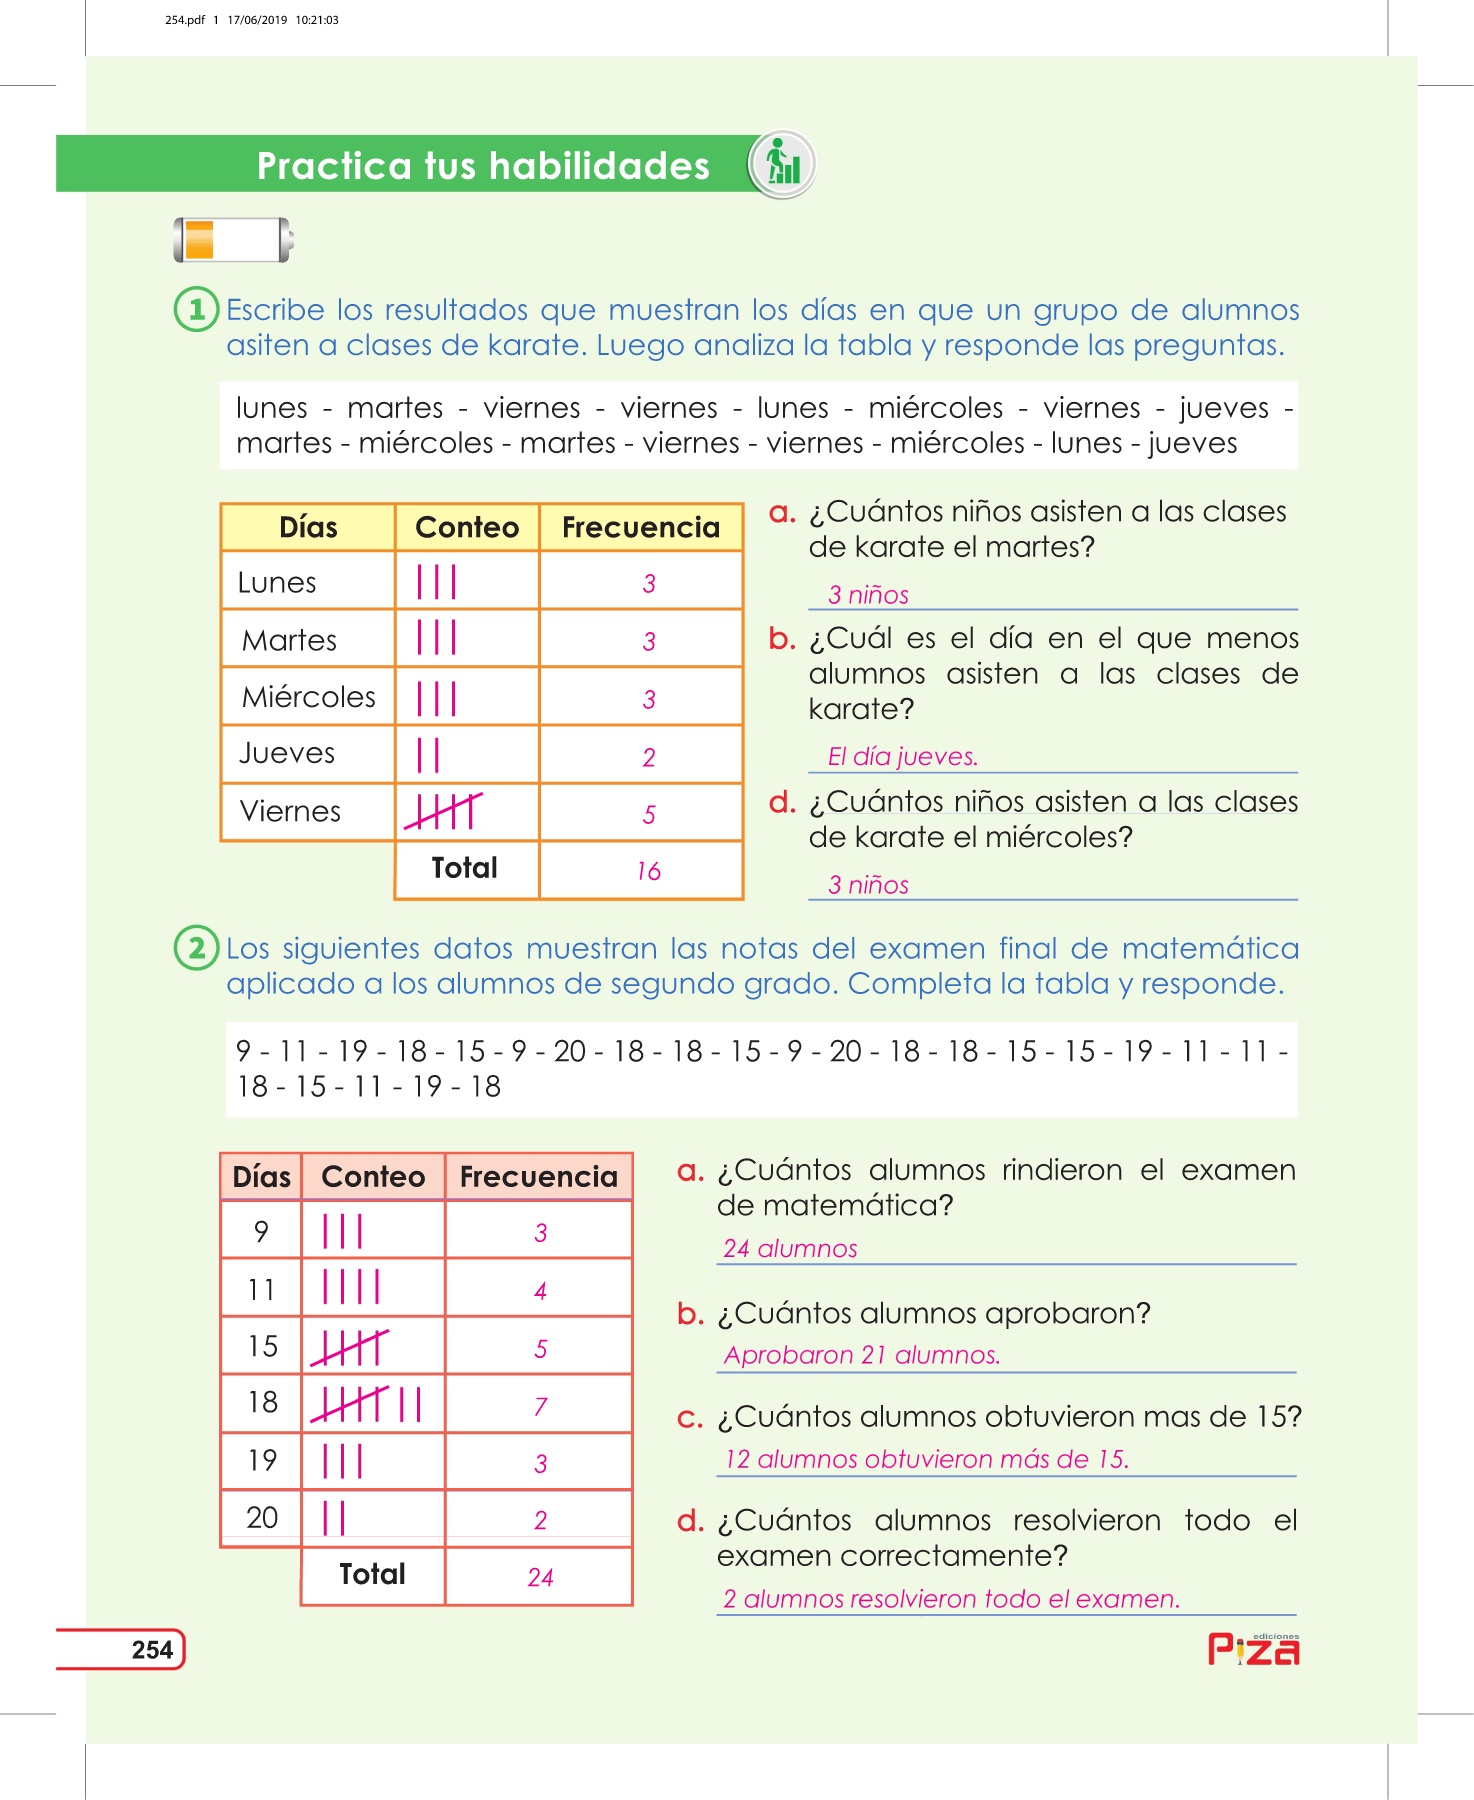 254.pdf 1 17/06/2019 10:21:03
Practica tus habilidades
1 Escribe los resultados que muestran los días en que un grupo de alumnos
asiten a clases de karate. Luego analiza la tabla y responde las preguntas.
lunes - martes - viernes - viernes - lunes - miércoles - viernes - jueves -
martes - miércoles - martes - viernes - viernes - miércoles - lunes - jueves
Días Conteo Frecuencia
Lunes 3
Martes 3
Miércoles 3
Jueves 2
Viernes 5
Total 16
a. ¿Cuántos niños asisten a las clases
de karate el martes?
3 niños
b. ¿Cuál es el día en el que menos
alumnos asisten a las clases de
karate?
El día jueves.
d. ¿Cuántos niños asisten a las clases
de karate el miércoles?
3 niños
2 Los siguientes datos muestran las notas del examen final de matemática
aplicado a los alumnos de segundo grado. Completa la tabla y responde.
9 - 11 - 19 - 18 - 15 - 9 - 20 - 18 - 18 - 15 - 9 - 20 - 18 - 18 - 15 - 15 - 19 - 11 - 11 -
18 - 15 - 11 - 19 - 18
Días Conteo Frecuencia
9 3
11 4
15 5
18 7
19 3
20 2
Total 24
a. ¿Cuántos alumnos rindieron el examen
de matemática?
24 alumnos
b. ¿Cuántos alumnos aprobaron?
Aprobaron 21 alumnos.
c. ¿Cuántos alumnos obtuvieron mas de 15?
12 alumnos obtuvieron más de 15.
d. ¿Cuántos alumnos resolvieron todo el
examen correctamente?
2 alumnos resolvieron todo el examen.
254
ediciones
Piza